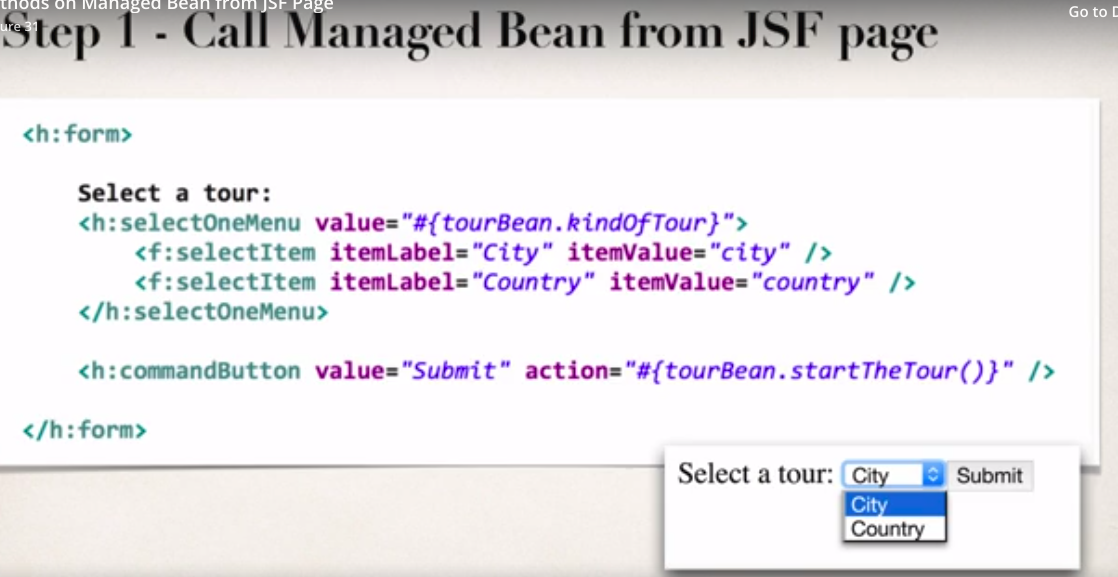 thods on Managed Bean from JSF Page
Go to D
ure 31
Step 1 - Call Managed Bean from JSF page
<h:form>
Select a tour:
<h:selectOneMenu value="#{tourBean.kindOfTour}">
<f:selectItem itemLabel="City" itemValue="city" />
<f:selectItem itemLabel="Country" itemValue="country" />
</h:selectOneMenu>
<h:commandButton value="Submit" action="#{tourBean.startTheTour()}" />
</h:form>
Select a tour: City Submit
City
Country